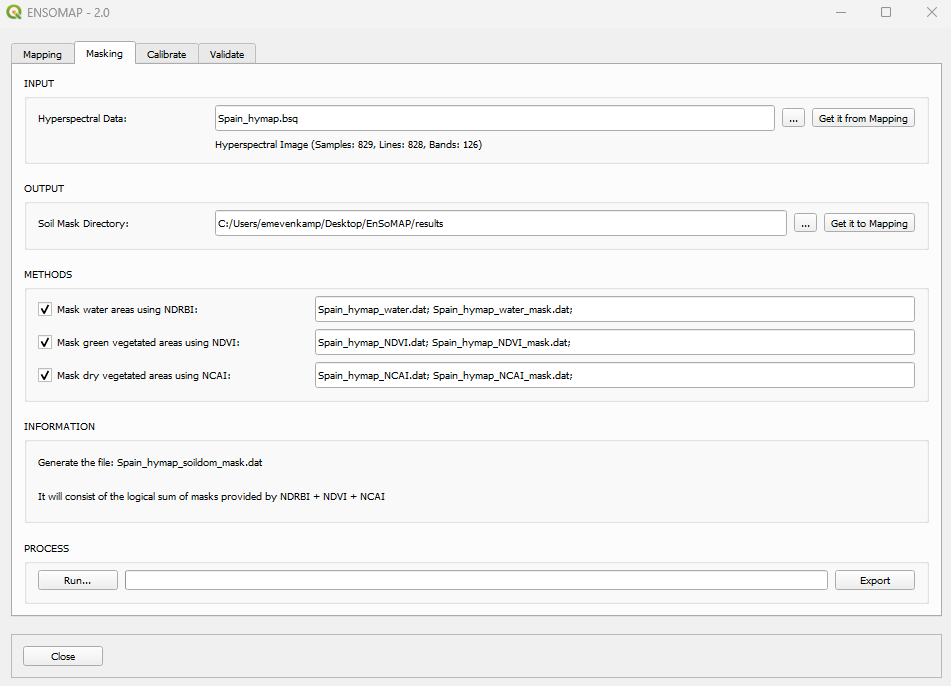 ENSOMAP - 2.0
Mapping Masking Calibrate Validate
INPUT
Hyperspectral Data: Spain_hymap.bsq ... Get it from Mapping
Hyperspectral Image (Samples: 829, Lines: 828, Bands: 126)
OUTPUT
Soil Mask Directory: C:/Users/emevenkamp/Desktop/EnSoMAP/results ... Get it to Mapping
METHODS
Mask water areas using NDRBI: Spain_hymap_water.dat; Spain_hymap_water_mask.dat;
Mask green vegetated areas using NDVI: Spain_hymap_NDVI.dat; Spain_hymap_NDVI_mask.dat;
Mask dry vegetated areas using NCAI: Spain_hymap_NCAI.dat; Spain_hymap_NCAI_mask.dat;
INFORMATION
Generate the file: Spain_hymap_soildom_mask.dat
It will consist of the logical sum of masks provided by NDRBI + NDVI + NCAI
PROCESS
Run... Export
Close